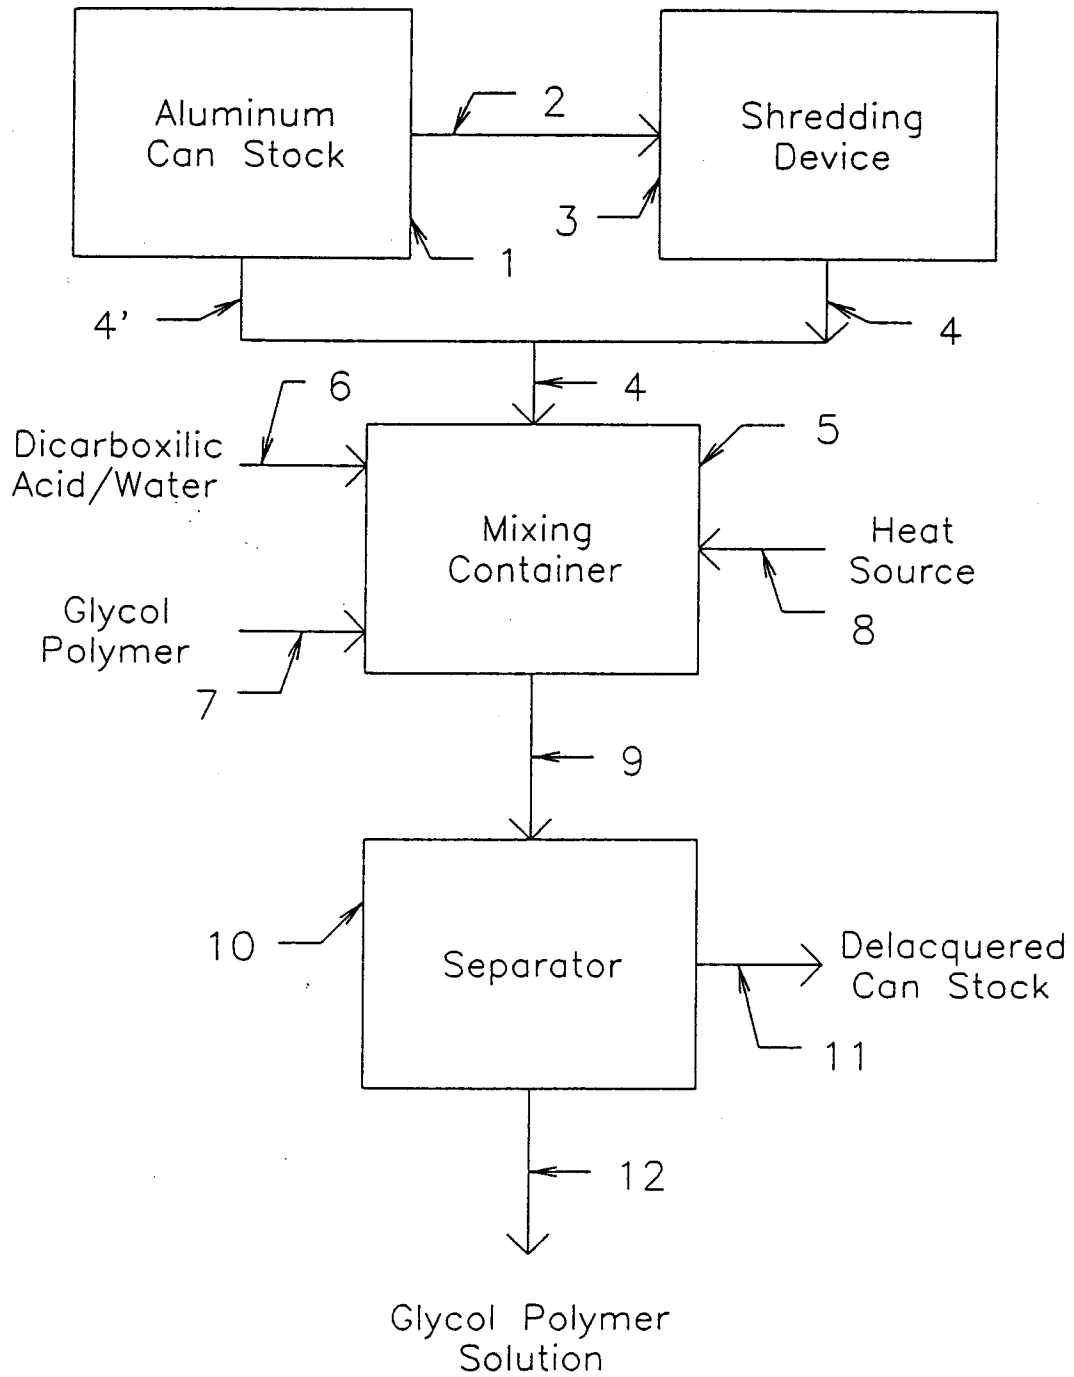 Aluminum
Can Stock
2
Shredding
Device
3
1
4'
4
6
4
Dicarboxilic
Acid/Water
5
Mixing
Container
Heat
Source
8
Glycol
Polymer
7
9
10
Separator
Delacquered
Can Stock
11
12
Glycol Polymer
Solution